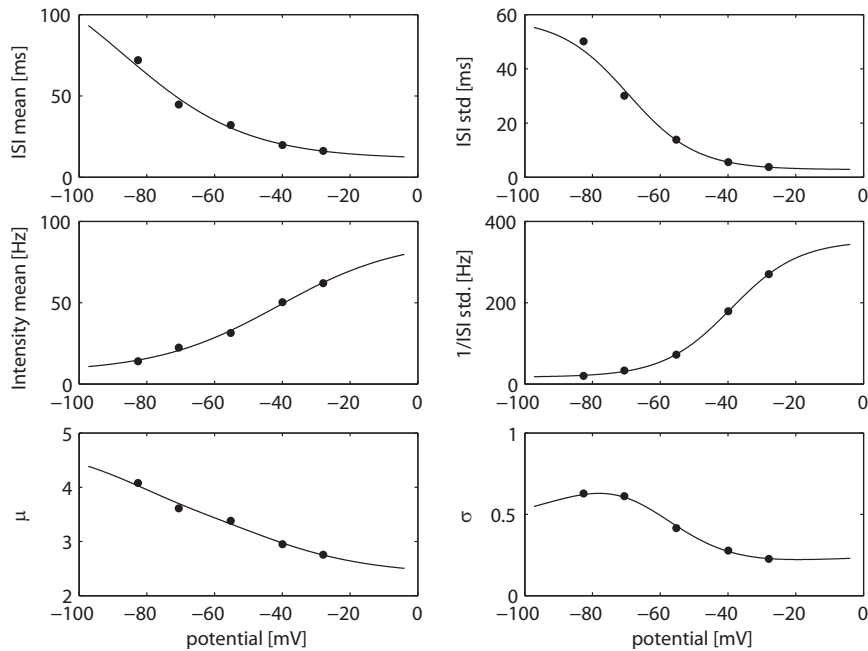 ISI mean [ms]
100
50
0
−100 −80 −60 −40 −20 0
ISI std [ms]
60
40
20
0
−100 −80 −60 −40 −20 0
Intensity mean [Hz]
100
50
0
−100 −80 −60 −40 −20 0
1/ISI std. [Hz]
400
200
0
−100 −80 −60 −40 −20 0
μ
5
4
3
2
−100 −80 −60 −40 −20 0
potential [mV]
σ
1
0.5
0
−100 −80 −60 −40 −20 0
potential [mV]